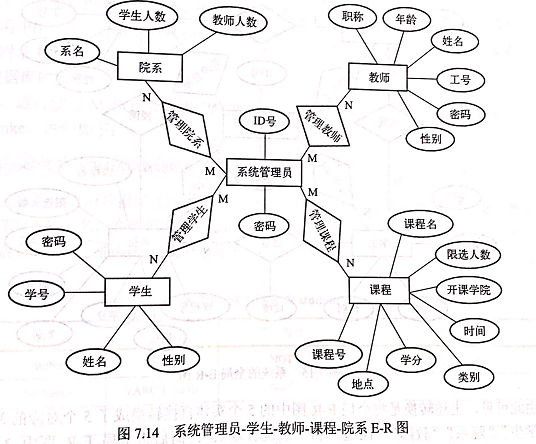 学生人数
教师人数
系名
院系
N
管理院系
M
职称
年龄
姓名
工号
密码
性别
教师
N
管理教师
M
ID号
系统管理员
密码
M
管理学生
N
学生
密码
学号
姓名
性别
M
管理课程
N
课程
课程名
限选人数
开课学院
时间
类别
学分
地点
课程号
图 7.14 系统管理员-学生-教师-课程-院系 E-R 图